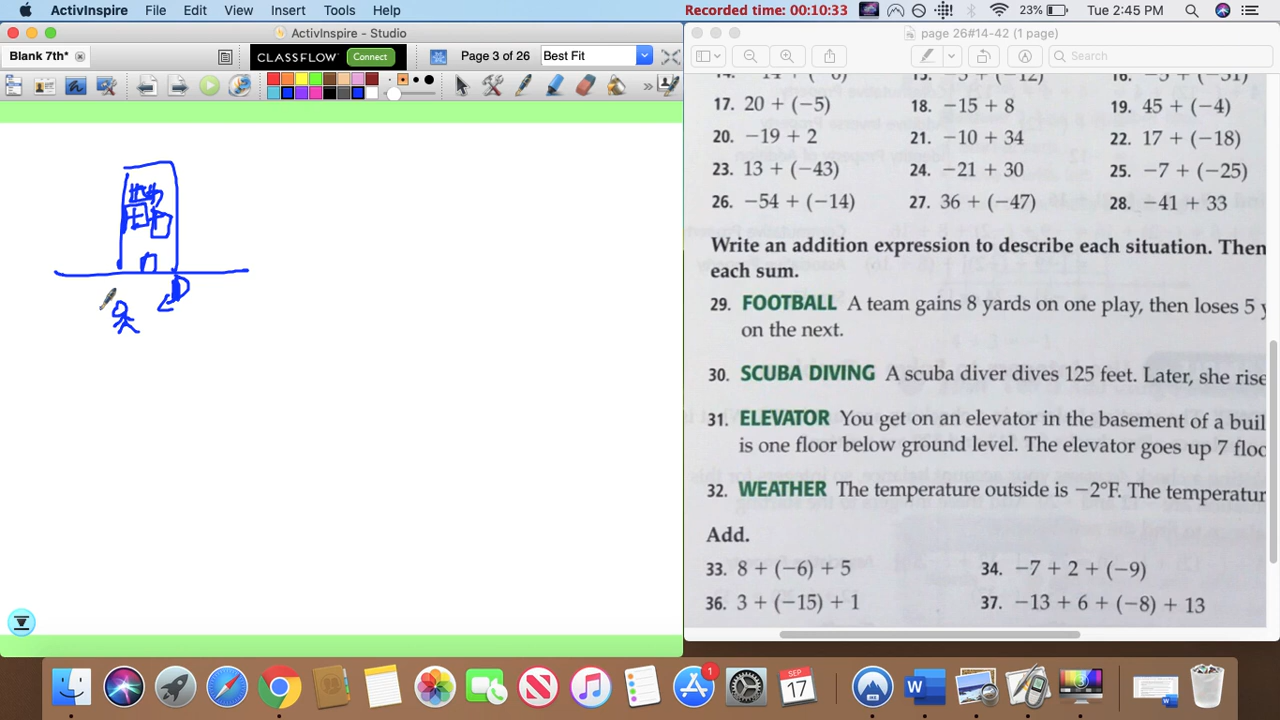 ActivInspire File Edit View Insert Tools Help
Recorded time: 00:10:33 23% Tue 2:45 PM
ActivInspire - Studio
Blank 7th*
CLASSFLOW Connect
Page 3 of 26 Best Fit
page 26#14-42 (1 page)
Search
17. 20 + (−5) 18. −15 + 8 19. 45 + (−4)
20. −19 + 2 21. −10 + 34 22. 17 + (−18)
23. 13 + (−43) 24. −21 + 30 25. −7 + (−25)
26. −54 + (−14) 27. 36 + (−47) 28. −41 + 33
Write an addition expression to describe each situation. Then
each sum.
29. FOOTBALL A team gains 8 yards on one play, then loses 5 y
on the next.
30. SCUBA DIVING A scuba diver dives 125 feet. Later, she rise
31. ELEVATOR You get on an elevator in the basement of a buil
is one floor below ground level. The elevator goes up 7 floo
32. WEATHER The temperature outside is −2°F. The temperatur
Add.
33. 8 + (−6) + 5 34. −7 + 2 + (−9)
36. 3 + (−15) + 1 37. −13 + 6 + (−8) + 13
SEP
17
1